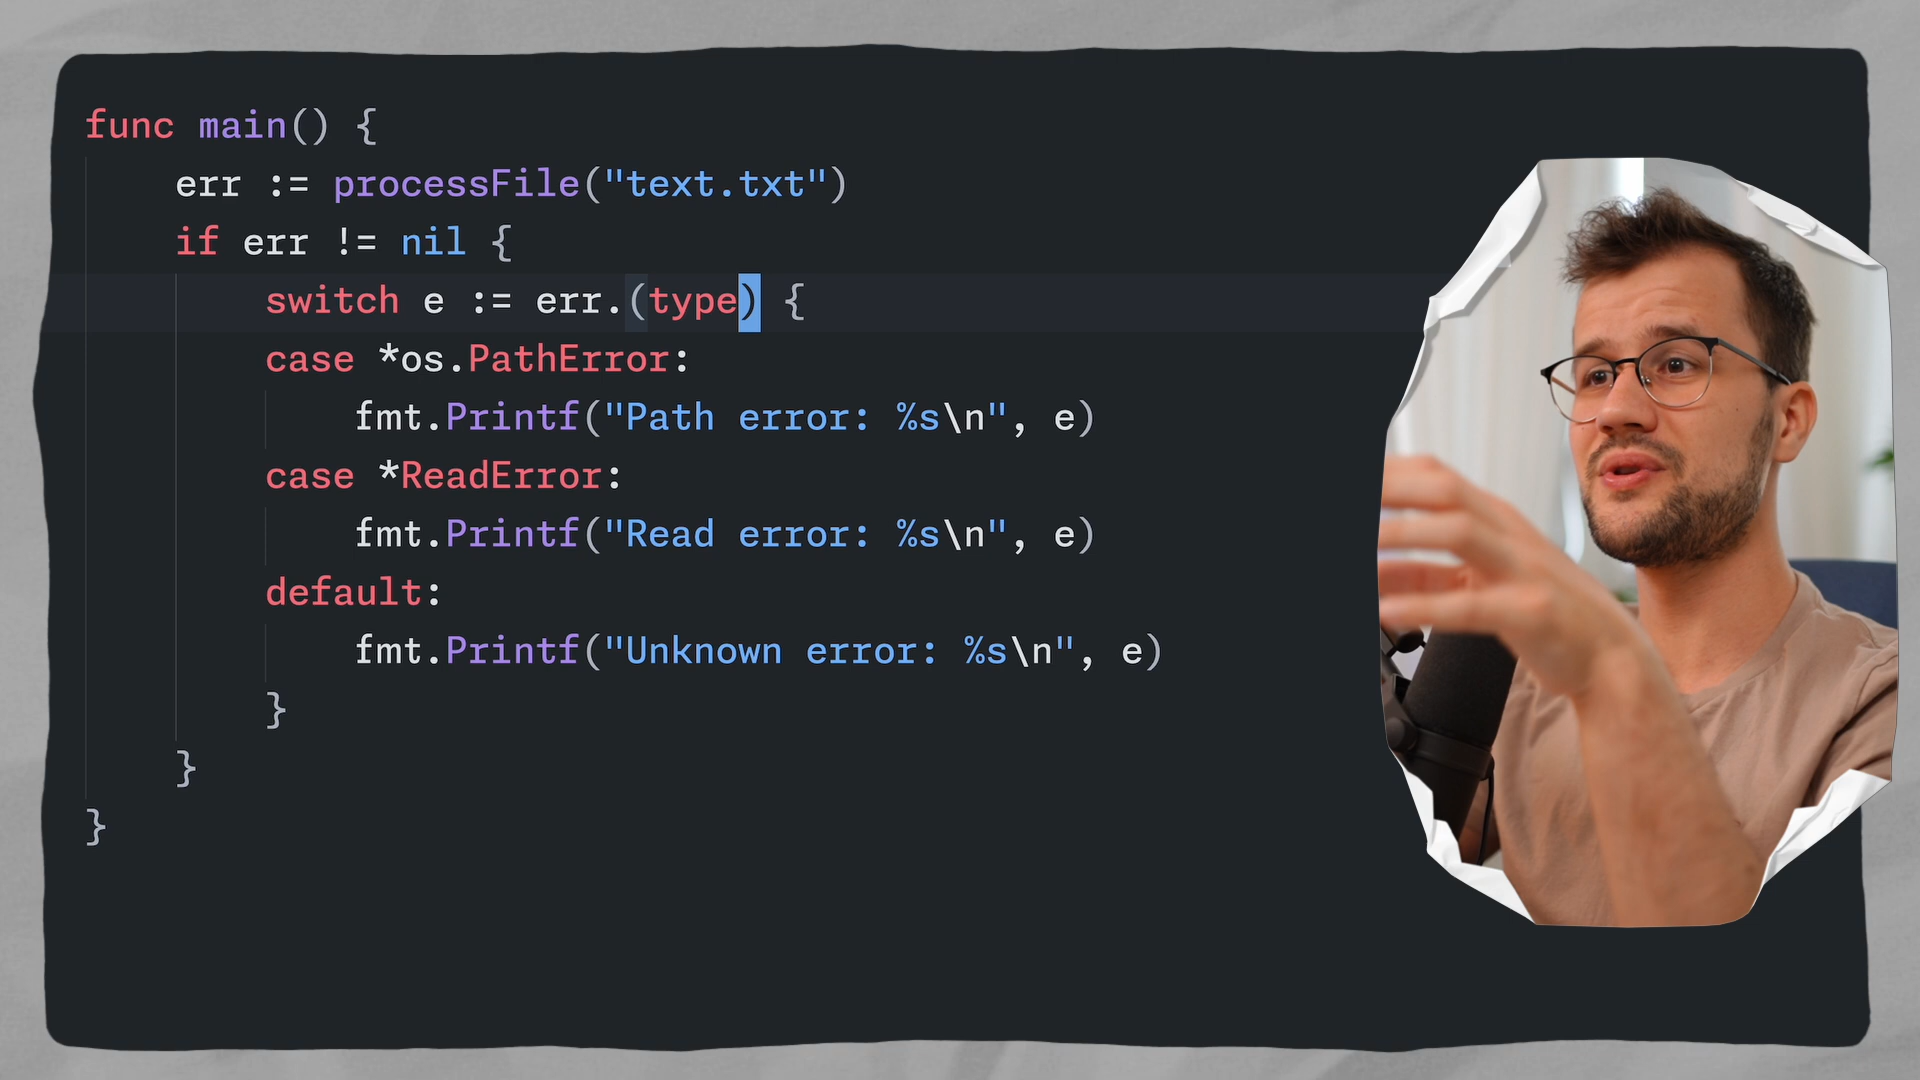 func main() {
err := processFile("text.txt")
if err != nil {
switch e := err.(type) {
case *os.PathError:
fmt.Printf("Path error: %s\n", e)
case *ReadError:
fmt.Printf("Read error: %s\n", e)
default:
fmt.Printf("Unknown error: %s\n", e)
}
}
}